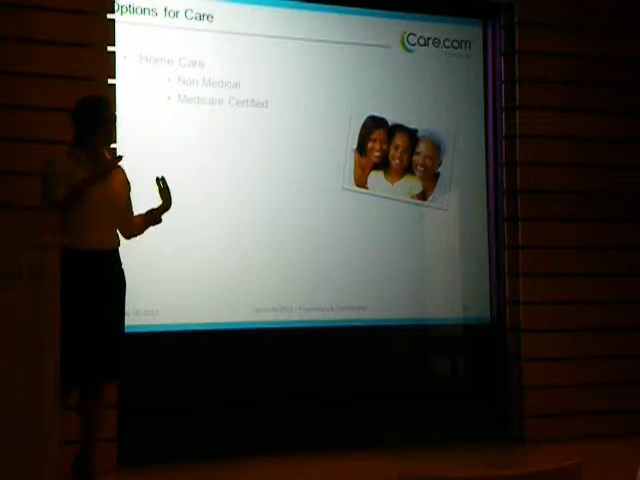 Options for Care
Care.com
Home Care
Non Medical
Medicare Certified